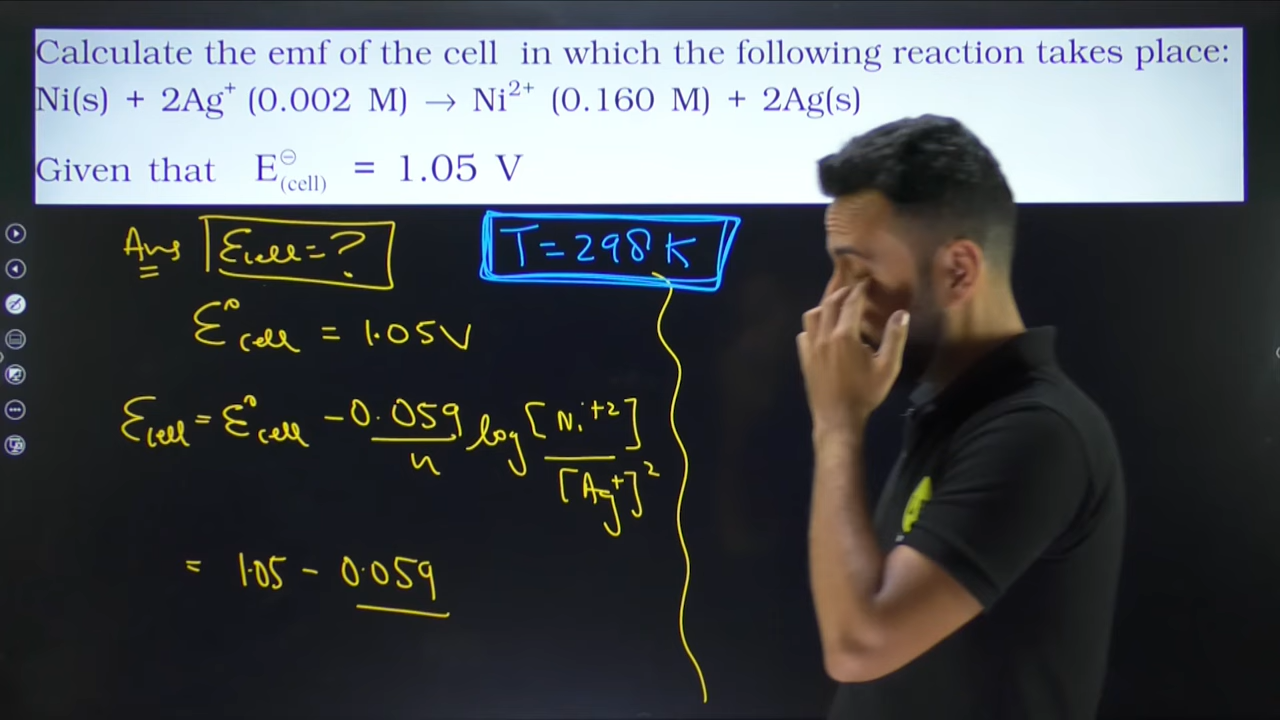 Calculate the emf of the cell in which the following reaction takes place:
Ni(s) + 2Ag⁺ (0.002 M) → Ni²⁺ (0.160 M) + 2Ag(s)
Given that E⊖(cell) = 1.05 V
Ans Ecell = ?
T = 298 K
E°cell = 1.05V
Ecell = E°cell - 0.059/n log [Ni⁺²]/[Ag⁺]²
= 1.05 - 0.059